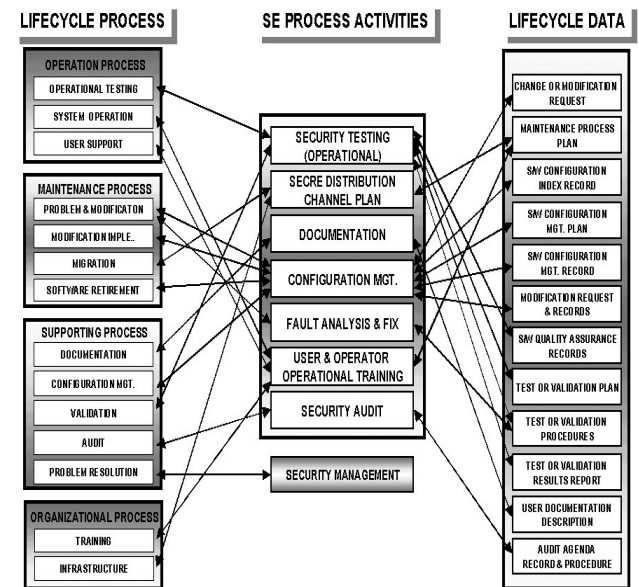 LIFECYCLE PROCESS
SE PROCESS ACTIVITIES
LIFECYCLE DATA
OPERATION PROCESS
OPERATIONAL TESTING
SYSTEM OPERATION
USER SUPPORT
MAINTENANCE PROCESS
PROBLEM & MODIFICATON
MODIFICATION IMPLE..
MIGRATION
SOFTWARE RETIREMENT
SUPPORTING PROCESS
DOCUMENTATION
CONFIGURATION MGT.
VALIDATION
AUDIT
PROBLEM RESOLUTION
ORGANIZATIONAL PROCESS
TRAINING
INFRASTRUCTURE
SECURITY TESTING
(OPERATIONAL)
SECRE DISTRIBUTION
CHANNEL PLAN
DOCUMENTATION
CONFIGURATION MGT.
FAULT ANALYSIS & FIX
USER & OPERATOR
OPERATIONAL TRAINING
SECURITY AUDIT
SECURITY MANAGEMENT
CHANGE OR MODIFICATION
REQUEST
MAINTENANCE PROCESS
PLAN
S/W CONFIGURATION
INDEX RECORD
S/W CONFIGURATION
MGT. PLAN
S/W CONFIGURATION
MGT. RECORD
MODIFICATION REQUEST
& RECORDS
S/W QUALITY ASSURANCE
RECORDS
TEST OR VALIDATION PLAN
TEST OR VALIDATION
PROCEDURES
TEST OR VALIDATION
RESULTS REPORT
USER DOCUMENTATION
DESCRIPTION
AUDIT AGENDA
RECORD & PROCEDURE